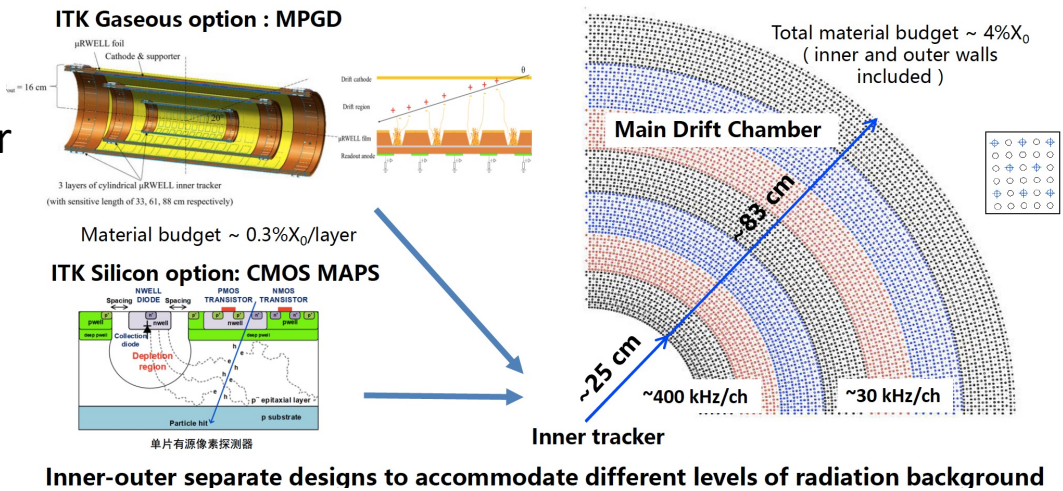 ITK Gaseous option : MPGD
μRWELL foil
Cathode & supporter
= 16 cm
20°
3 layers of cylindrical μRWELL inner tracker
(with sensitive length of 33, 61, 88 cm respectively)
θ
Drift cathode
Drift region
μRWELL film
Readout anode
Material budget ~ 0.3%X₀/layer
r
ITK Silicon option: CMOS MAPS
NWELL
DIODE
PMOS
TRANSISTOR
NMOS
TRANSISTOR
Spacing
Spacing
pwell
nwell
nwell
pwell
deep pwell
deep pwell
Collection
diode
Depletion
region
h
e
h
e
h
e
h
e
p⁻ epitaxial layer
p substrate
Particle hit
单片有源像素探测器
Total material budget ~ 4%X₀
( inner and outer walls
included )
Main Drift Chamber
~83 cm
~25 cm
~400 kHz/ch
~30 kHz/ch
Inner tracker
Inner-outer separate designs to accommodate different levels of radiation background